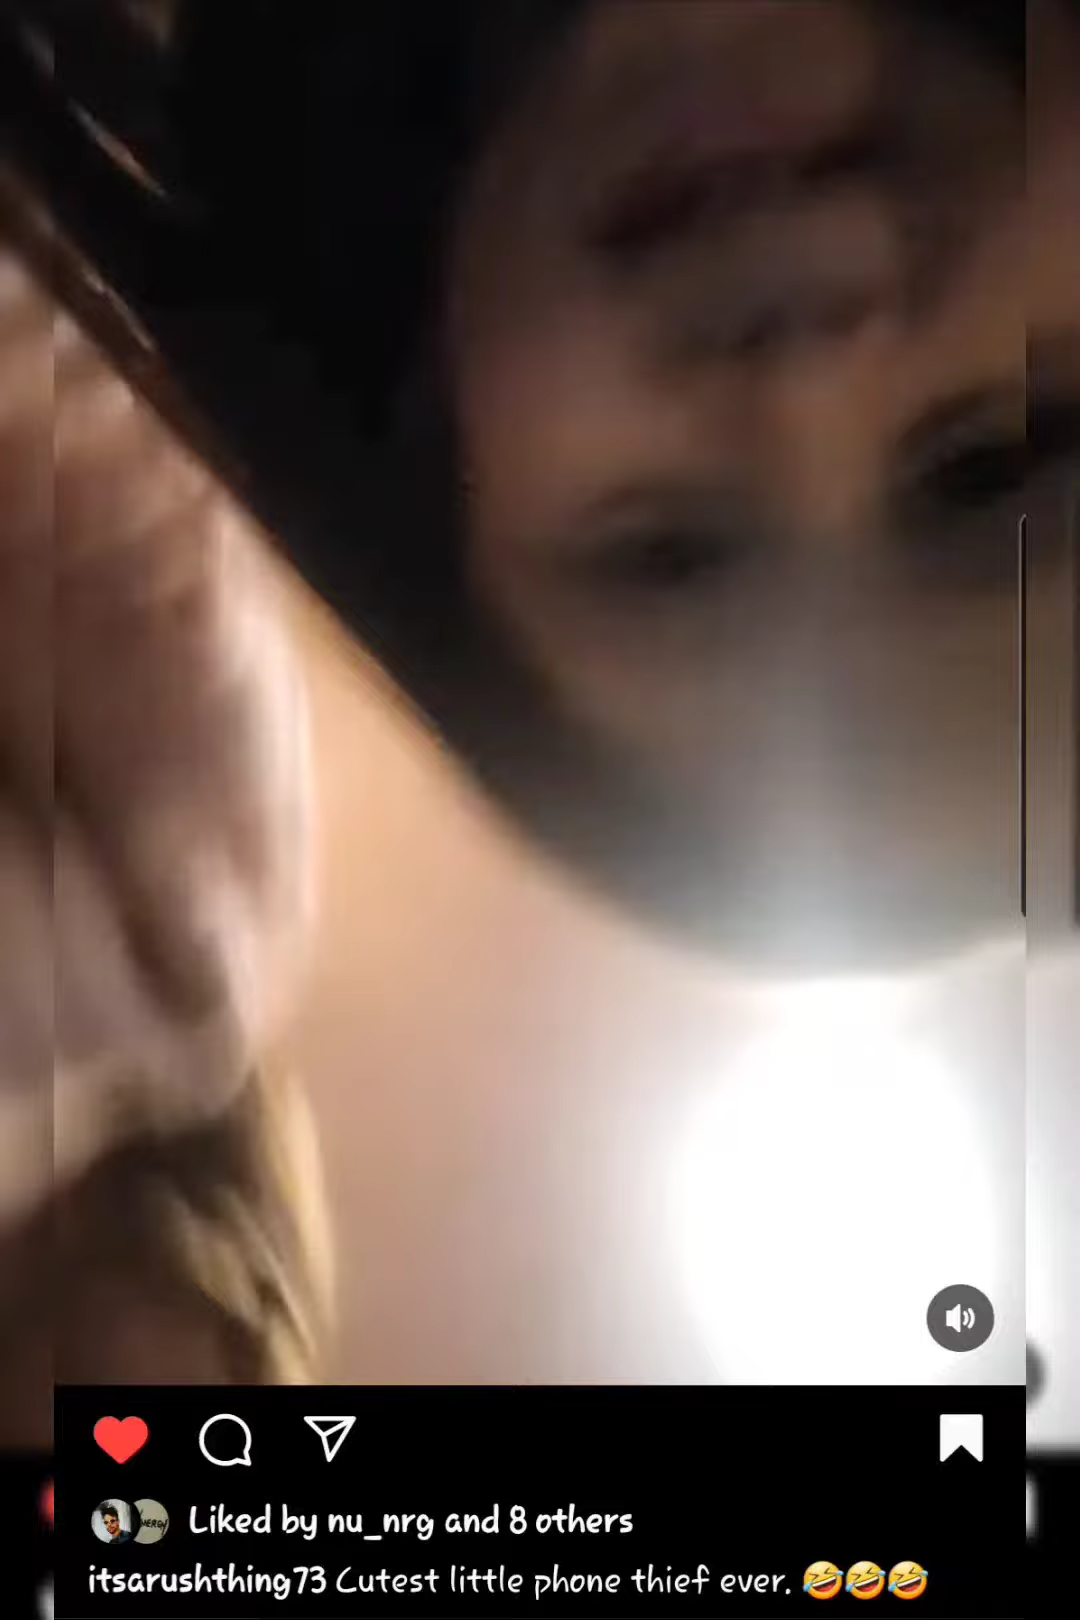 Liked by nu_nrg and 8 others
itsarushthing73 Cutest little phone thief ever. 🤣🤣🤣